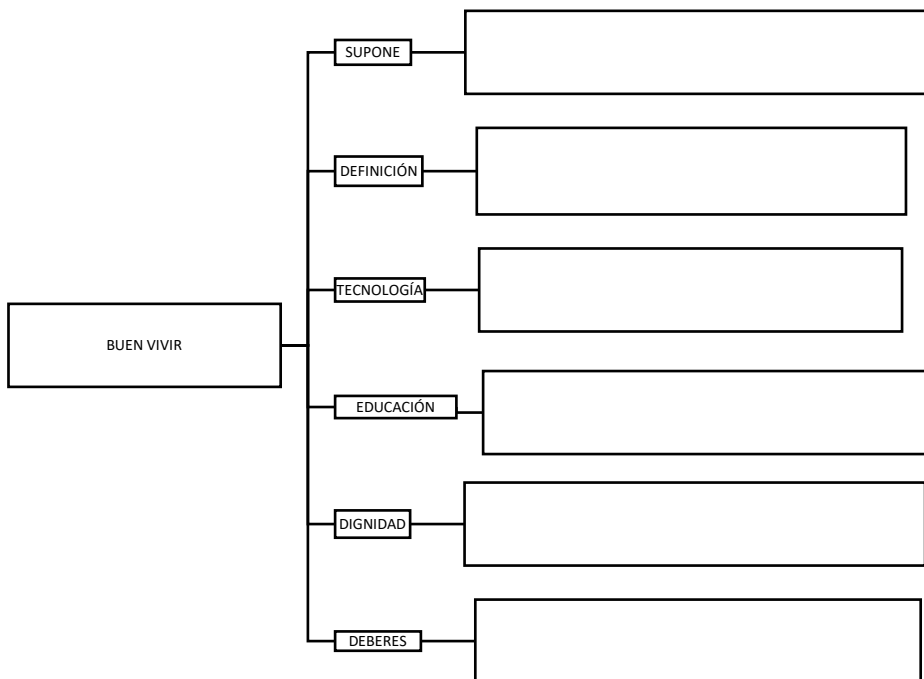 SUPONE
DEFINICIÓN
TECNOLOGÍA
BUEN VIVIR
EDUCACIÓN
DIGNIDAD
DEBERES